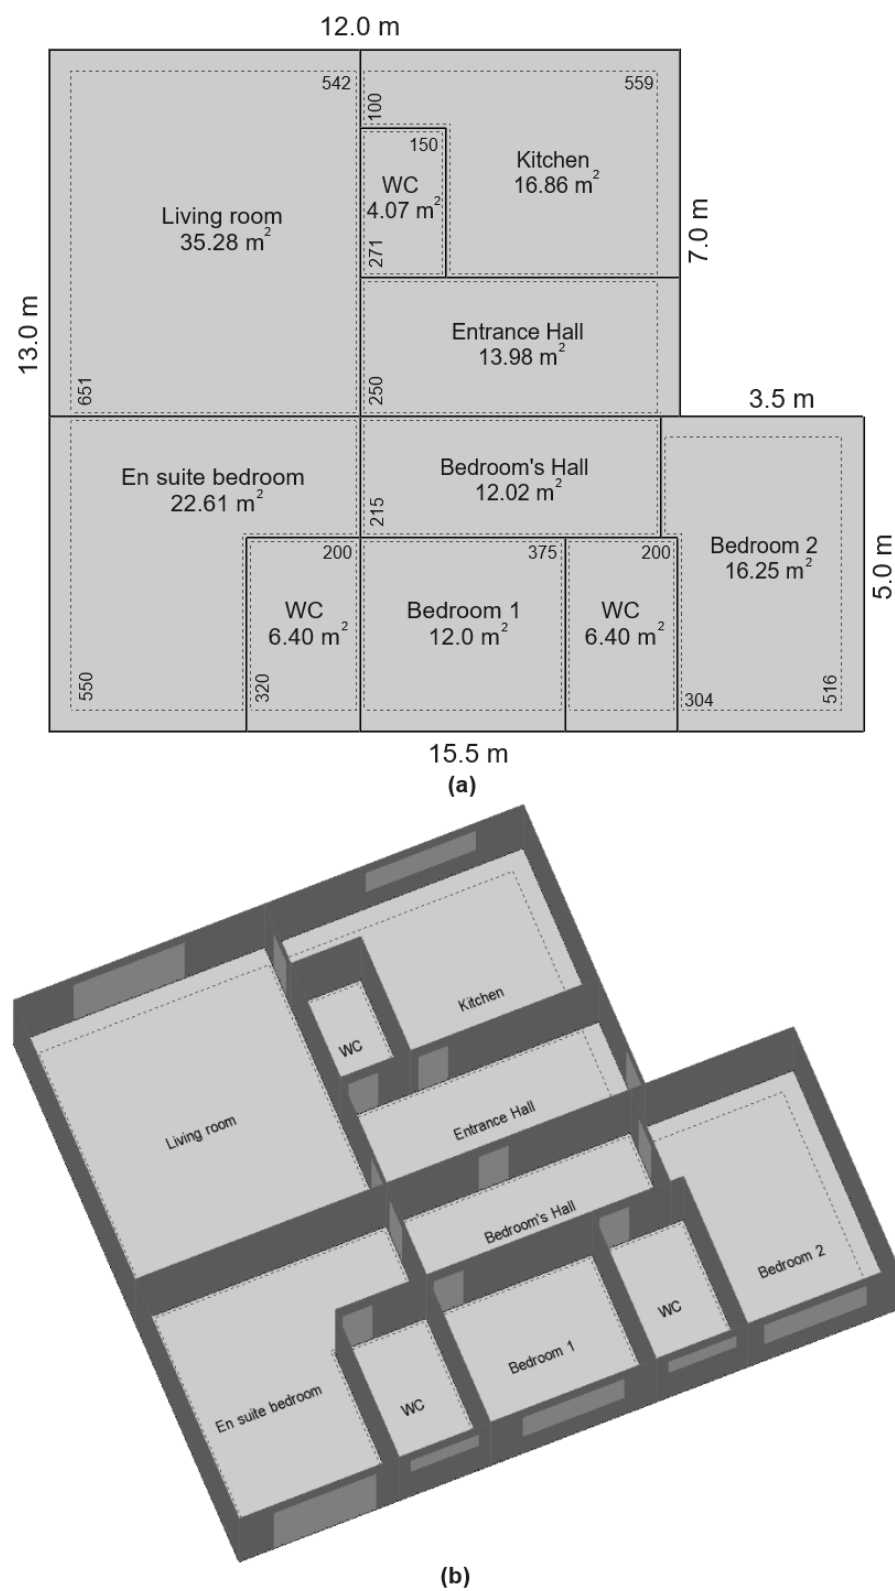 12.0 m
542
559
100
150
Kitchen
16.86 m²
WC
4.07 m²
Living room
35.28 m²
7.0 m
271
13.0 m
Entrance Hall
13.98 m²
651
250
3.5 m
En suite bedroom
22.61 m²
Bedroom's Hall
12.02 m²
215
200
375
200
Bedroom 2
16.25 m²
5.0 m
WC
6.40 m²
Bedroom 1
12.0 m²
WC
6.40 m²
550
320
304
516
15.5 m
(a)
Kitchen
WC
Living room
Entrance Hall
Bedroom's Hall
Bedroom 2
WC
Bedroom 1
En suite bedroom
WC
(b)